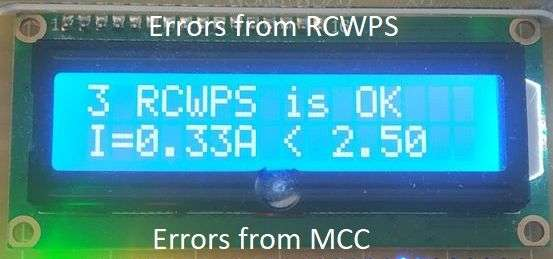 Errors from RCWPS
3 RCWPS is OK
I=0.33A < 2.50
Errors from MCC